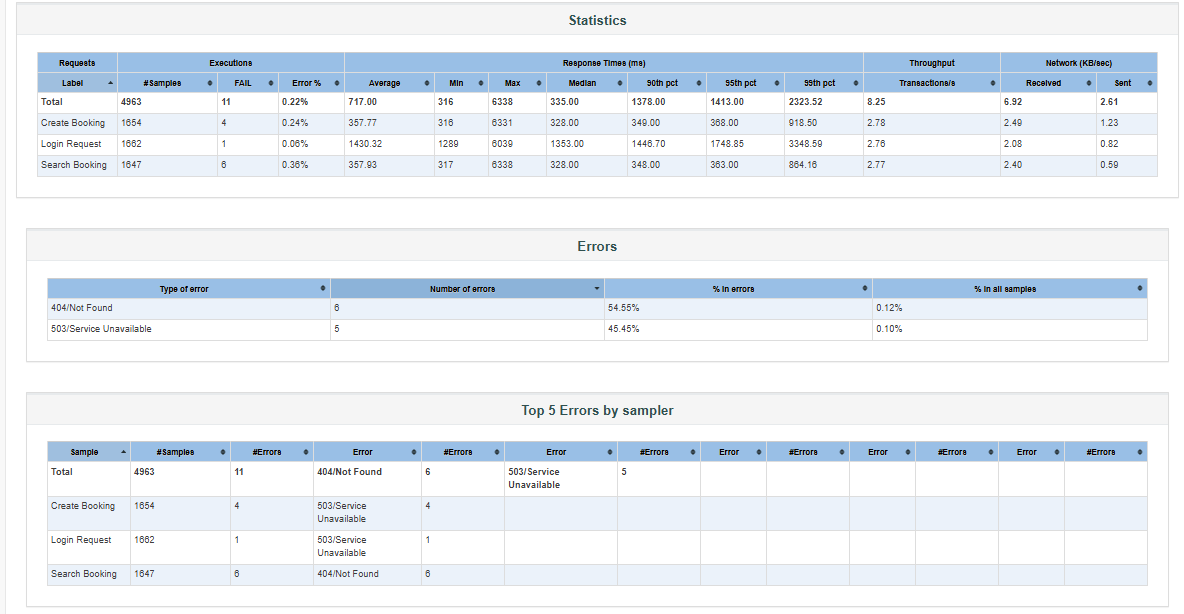 Statistics
Requests Executions Response Times (ms) Throughput Network (KB/sec)
Label #Samples FAIL Error % Average Min Max Median 90th pct 95th pct 99th pct Transactions/s Received Sent
Total 4963 11 0.22% 717.00 316 6338 335.00 1378.00 1413.00 2323.52 8.25 6.92 2.61
Create Booking 1654 4 0.24% 357.77 316 6331 328.00 349.00 368.00 918.50 2.78 2.49 1.23
Login Request 1662 1 0.06% 1430.32 1289 6039 1353.00 1446.70 1748.85 3348.59 2.76 2.08 0.82
Search Booking 1647 6 0.36% 357.93 317 6338 328.00 348.00 363.00 864.16 2.77 2.40 0.59
Errors
Type of error Number of errors % in errors % in all samples
404/Not Found 6 54.55% 0.12%
503/Service Unavailable 5 45.45% 0.10%
Top 5 Errors by sampler
Sample #Samples #Errors Error #Errors Error #Errors Error #Errors Error #Errors Error #Errors
Total 4963 11 404/Not Found 6 503/Service 5
Unavailable
Create Booking 1654 4 503/Service 4
Unavailable
Login Request 1662 1 503/Service 1
Unavailable
Search Booking 1647 6 404/Not Found 6